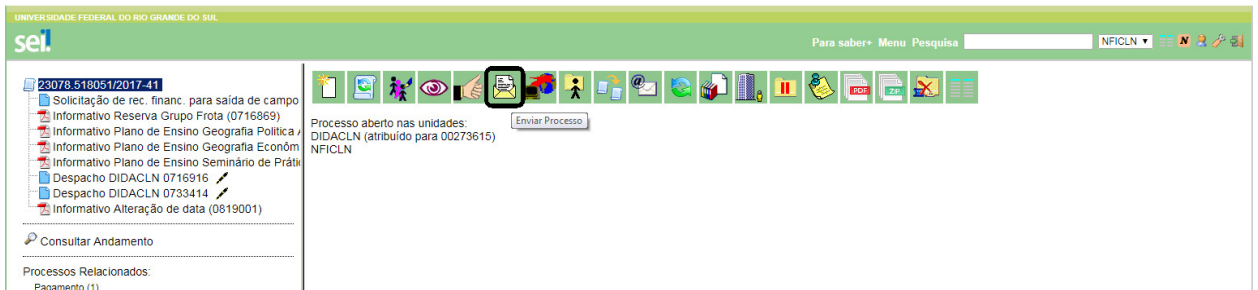 UNIVERSIDADE FEDERAL DO RIO GRANDE DO SUL
sei!
Para saber+ Menu Pesquisa
NFICLN
N
23078.518051/2017-41
Solicitação de rec. financ. para saída de campo
Informativo Reserva Grupo Frota (0716869)
Informativo Plano de Ensino Geografia Politica
Informativo Plano de Ensino Geografia Econôm
Informativo Plano de Ensino Seminário de Práti
Despacho DIDACLN 0716916
Despacho DIDACLN 0733414
Informativo Alteração de data (0819001)
Consultar Andamento
Processos Relacionados:
Pagamento (1)
PDF
ZIP
Enviar Processo
Processo aberto nas unidades:
DIDACLN (atribuído para 00273615)
NFICLN